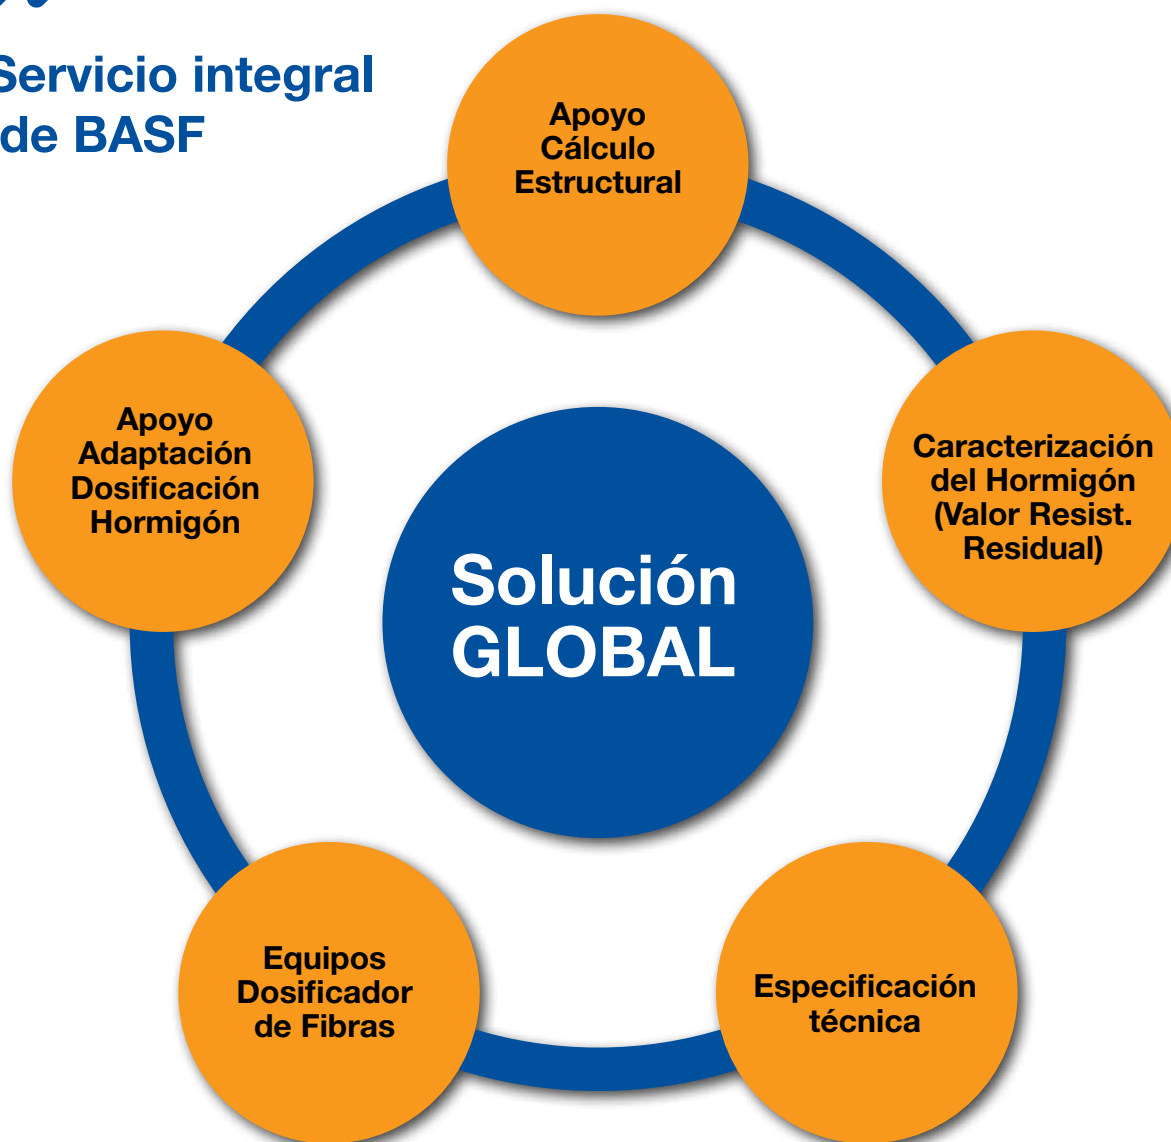 Servicio integral
de BASF
Apoyo
Cálculo
Estructural
Caracterización
del Hormigón
(Valor Resist.
Residual)
Especificación
técnica
Equipos
Dosificador
de Fibras
Apoyo
Adaptación
Dosificación
Hormigón
Solución
GLOBAL